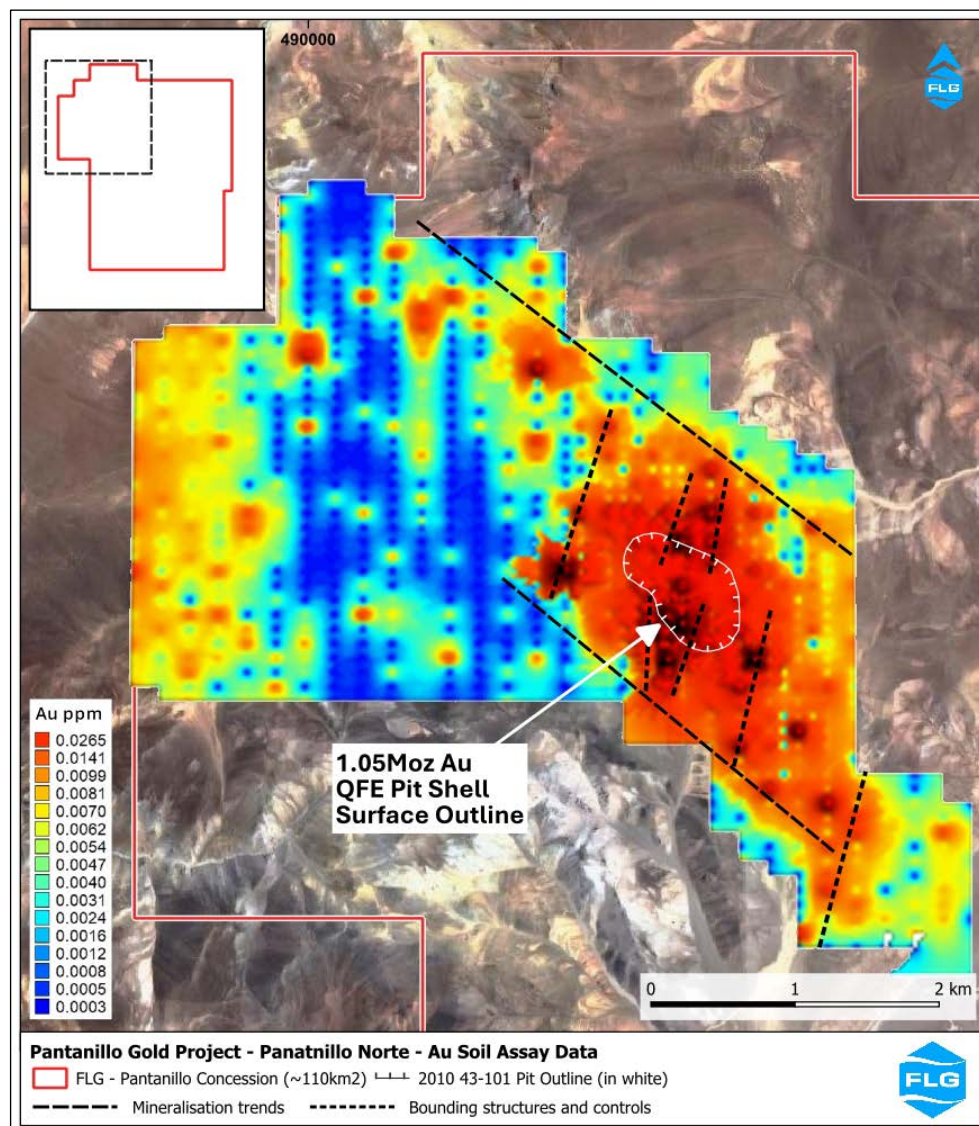 490000
FLG
1.05Moz Au
QFE Pit Shell
Surface Outline
Au ppm
0.0265
0.0141
0.0099
0.0081
0.0070
0.0062
0.0054
0.0047
0.0040
0.0031
0.0024
0.0016
0.0012
0.0008
0.0005
0.0003
0 1 2 km
Pantanillo Gold Project - Panatnillo Norte - Au Soil Assay Data
FLG - Pantanillo Concession (~110km2) 2010 43-101 Pit Outline (in white)
Mineralisation trends Bounding structures and controls
FLG